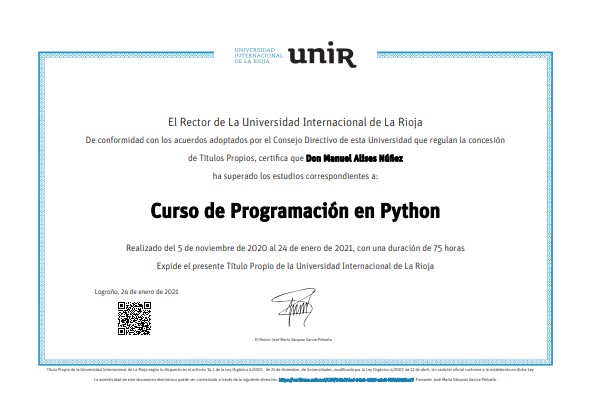 UNIVERSIDAD
INTERNACIONAL
DE LA RIOJA
uniR
El Rector de La Universidad Internacional de La Rioja
De conformidad con los acuerdos adoptados por el Consejo Directivo de esta Universidad que regulan la concesión
de Títulos Propios, certifica que Don Manuel Alises Núñez
ha superado los estudios correspondientes a:
Curso de Programación en Python
Realizado del 5 de noviembre de 2020 al 24 de enero de 2021, con una duración de 75 horas
Expide el presente Título Propio de la Universidad Internacional de La Rioja
Logroño, 24 de enero de 2021
El Rector: José María Vázquez García-Peñuela
Título Propio de la Universidad Internacional de La Rioja según lo dispuesto en el artículo 34.1 de la Ley Orgánica 6/2001, de 21 de diciembre, de Universidades, modificada por la Ley Orgánica 4/2007, de 12 de abril, sin carácter oficial conforme a lo establecido en dicha Ley.
La autenticidad de este documento electrónico puede ser contrastada a través de la siguiente dirección: Firmante: José María Vázquez García-Peñuela.